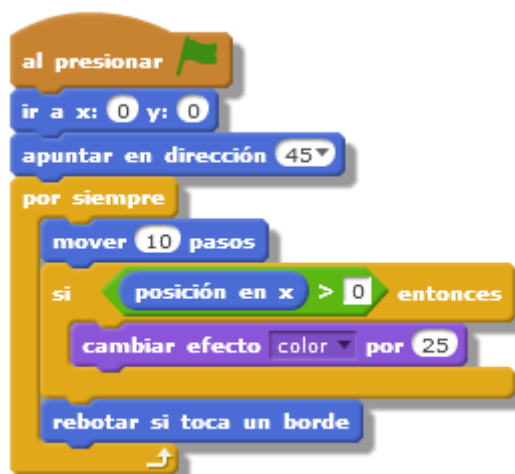 al presionar
ir a x: 0 y: 0
apuntar en dirección 45
por siempre
mover 10 pasos
si posición en x > 0 entonces
cambiar efecto color por 25
rebotar si toca un borde